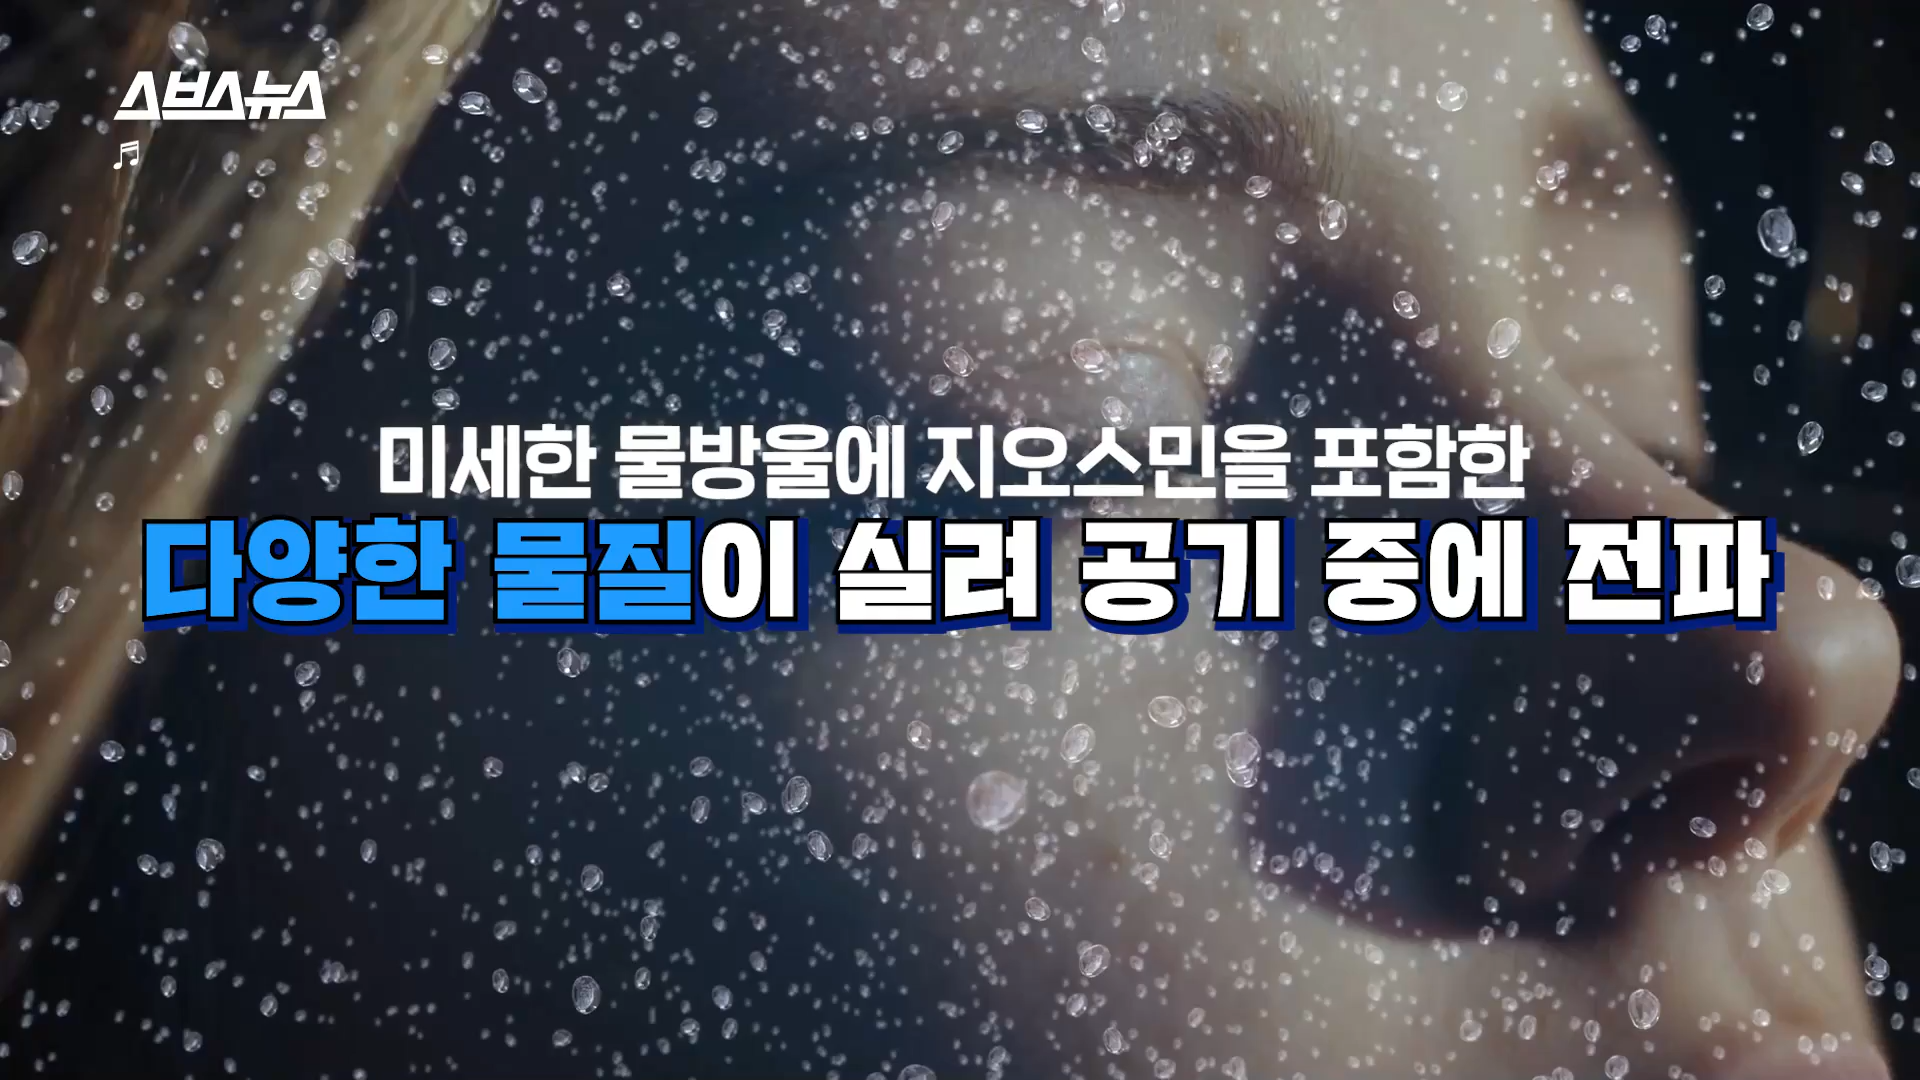 스브스뉴스
미세한 물방울에 지오스민을 포함한
다양한 물질이 실려 공기 중에 전파